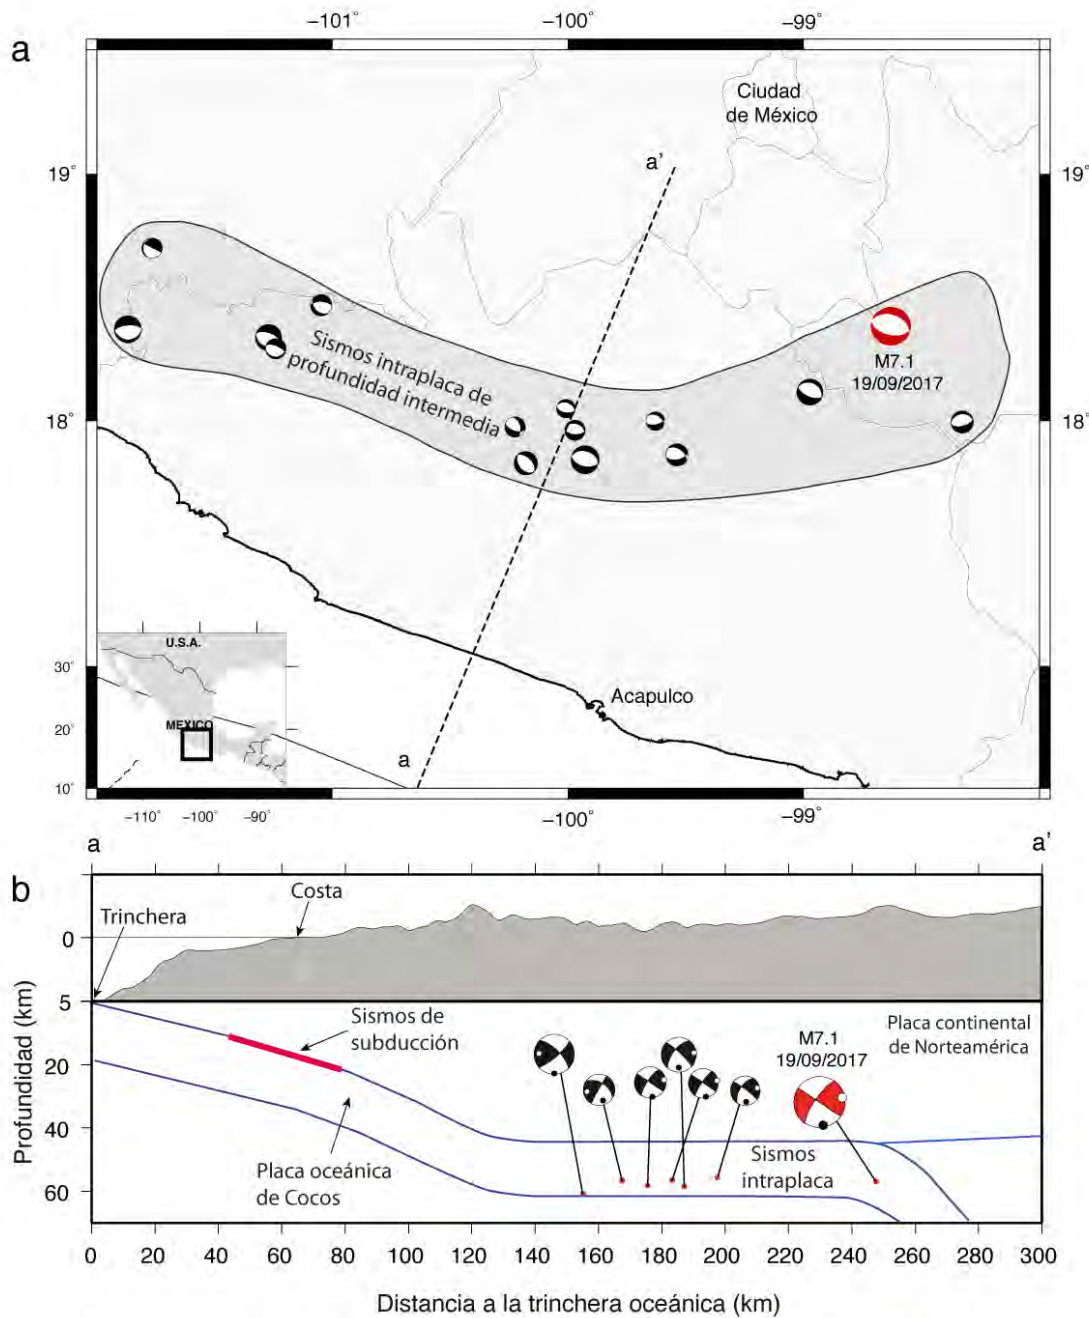 a
−101°
−100°
−99°
Ciudad
de México
a'
19°
19°
Sismos intraplaca de
profundidad intermedia
M7.1
19/09/2017
18°
18°
U.S.A.
30°
MEXICO
20°
10°
−110°
−100°
−90°
Acapulco
a
−100°
−99°
a
a'
b
Trinchera
Costa
0
5
20
40
60
Profundidad (km)
Sismos de
subducción
Placa oceánica
de Cocos
M7.1
19/09/2017
Placa continental
de Norteamérica
Sismos
intraplaca
0
20
40
60
80
100
120
140
160
180
200
220
240
260
280
300
Distancia a la trinchera oceánica (km)